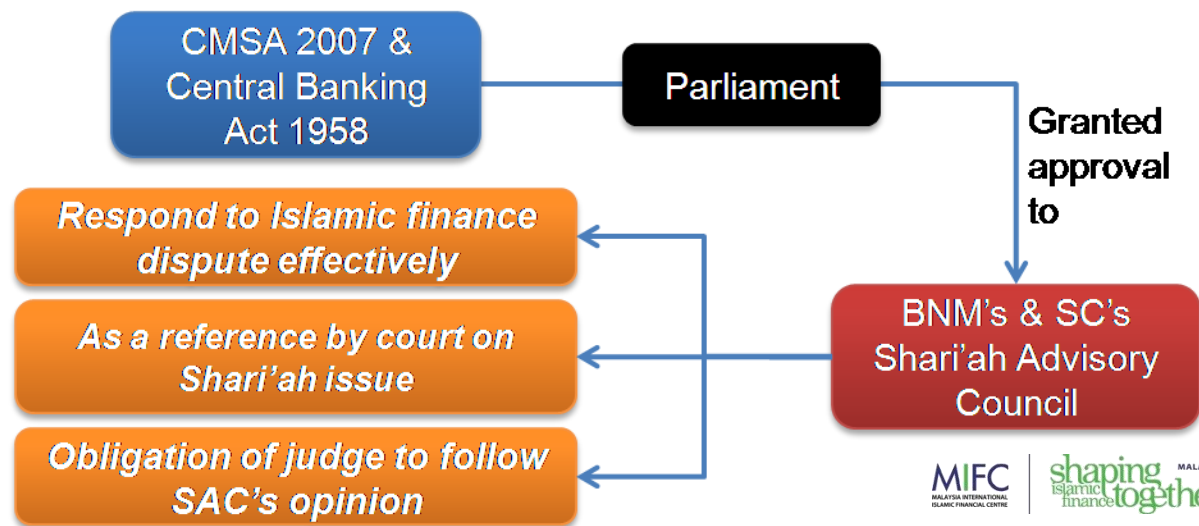 CMSA 2007 &
Central Banking
Act 1958
Parliament
Granted
approval
to
Respond to Islamic finance
dispute effectively
As a reference by court on
Shari’ah issue
Obligation of judge to follow
SAC’s opinion
BNM’s & SC’s
Shari’ah Advisory
Council
MIFC
MALAYSIA INTERNATIONAL
ISLAMIC FINANCIAL CENTRE
shaping
islamic
finance